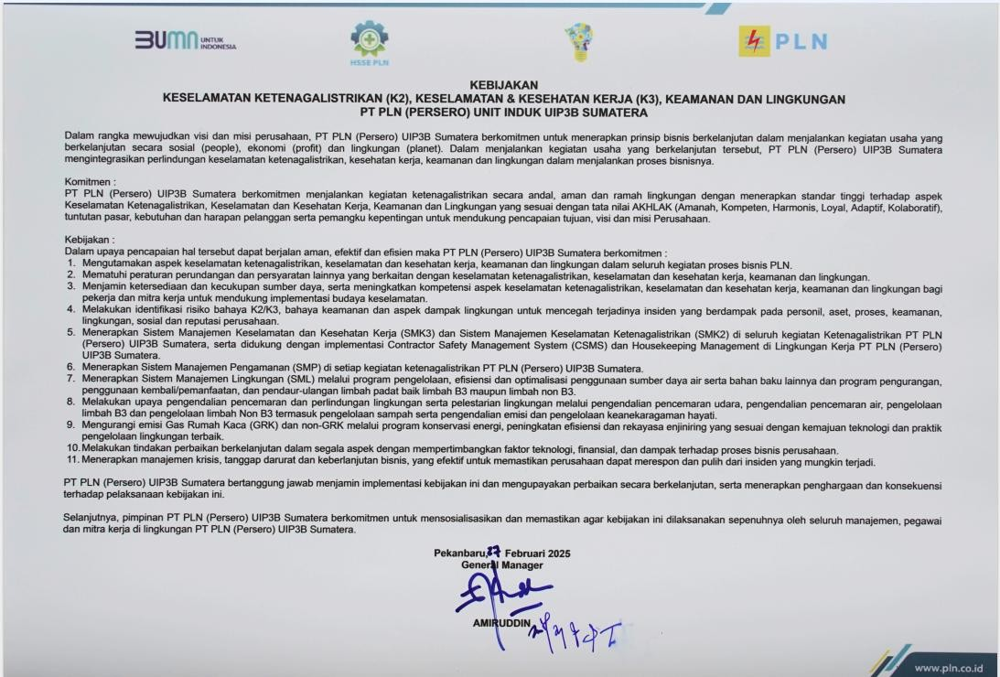 BUMN UNTUK
INDONESIA
HSSE PLN
PLN
KEBIJAKAN
KESELAMATAN KETENAGALISTRIKAN (K2), KESELAMATAN & KESEHATAN KERJA (K3), KEAMANAN DAN LINGKUNGAN
PT PLN (PERSERO) UNIT INDUK UIP3B SUMATERA
Dalam rangka mewujudkan visi dan misi perusahaan, PT PLN (Persero) UIP3B Sumatera berkomitmen untuk menerapkan prinsip bisnis berkelanjutan dalam menjalankan kegiatan usaha yang
berkelanjutan secara sosial (people), ekonomi (profit) dan lingkungan (planet). Dalam menjalankan kegiatan usaha yang berkelanjutan tersebut, PT PLN (Persero) UIP3B Sumatera
mengintegrasikan perlindungan keselamatan ketenagalistrikan, kesehatan kerja, keamanan dan lingkungan dalam menjalankan proses bisnisnya.
Komitmen :
PT PLN (Persero) UIP3B Sumatera berkomitmen menjalankan kegiatan ketenagalistrikan secara andal, aman dan ramah lingkungan dengan menerapkan standar tinggi terhadap aspek
Keselamatan Ketenagalistrikan, Keselamatan dan Kesehatan Kerja, Keamanan dan Lingkungan yang sesuai dengan tata nilai AKHLAK (Amanah, Kompeten, Harmonis, Loyal, Adaptif, Kolaboratif),
tuntutan pasar, kebutuhan dan harapan pelanggan serta pemangku kepentingan untuk mendukung pencapaian tujuan, visi dan misi Perusahaan.
Kebijakan :
Dalam upaya pencapaian hal tersebut dapat berjalan aman, efektif dan efisien maka PT PLN (Persero) UIP3B Sumatera berkomitmen :
1. Mengutamakan aspek keselamatan ketenagalistrikan, keselamatan dan kesehatan kerja, keamanan dan lingkungan dalam seluruh kegiatan proses bisnis PLN.
2. Mematuhi peraturan perundangan dan persyaratan lainnya yang berkaitan dengan keselamatan ketenagalistrikan, keselamatan dan kesehatan kerja, keamanan dan lingkungan.
3. Menjamin ketersediaan dan kecukupan sumber daya, serta meningkatkan kompetensi aspek keselamatan ketenagalistrikan, keselamatan dan kesehatan kerja, keamanan dan lingkungan bagi
pekerja dan mitra kerja untuk mendukung implementasi budaya keselamatan.
4. Melakukan identifikasi risiko bahaya K2/K3, bahaya keamanan dan aspek dampak lingkungan untuk mencegah terjadinya insiden yang berdampak pada personil, aset, proses, keamanan,
lingkungan, sosial dan reputasi perusahaan.
5. Menerapkan Sistem Manajemen Keselamatan dan Kesehatan Kerja (SMK3) dan Sistem Manajemen Keselamatan Ketenagalistrikan (SMK2) di seluruh kegiatan Ketenagalistrikan PT PLN
(Persero) UIP3B Sumatera, serta didukung dengan implementasi Contractor Safety Management System (CSMS) dan Housekeeping Management di Lingkungan Kerja PT PLN (Persero)
UIP3B Sumatera.
6. Menerapkan Sistem Manajemen Pengamanan (SMP) di setiap kegiatan ketenagalistrikan PT PLN (Persero) UIP3B Sumatera.
7. Menerapkan Sistem Manajemen Lingkungan (SML) melalui program pengelolaan, efisiensi dan optimalisasi penggunaan sumber daya air serta bahan baku lainnya dan program pengurangan,
penggunaan kembali/pemanfaatan, dan pendaur-ulangan limbah padat baik limbah B3 maupun limbah non B3.
8. Melakukan upaya pengendalian pencemaran dan perlindungan lingkungan serta pelestarian lingkungan melalui pengendalian pencemaran udara, pengendalian pencemaran air, pengelolaan
limbah B3 dan pengelolaan limbah Non B3 termasuk pengelolaan sampah serta pengendalian emisi dan pengelolaan keanekaragaman hayati.
9. Mengurangi emisi Gas Rumah Kaca (GRK) dan non-GRK melalui program konservasi energi, peningkatan efisiensi dan rekayasa enjiniring yang sesuai dengan kemajuan teknologi dan praktik
pengelolaan lingkungan terbaik.
10. Melakukan tindakan perbaikan berkelanjutan dalam segala aspek dengan mempertimbangkan faktor teknologi, finansial, dan dampak terhadap proses bisnis perusahaan.
11. Menerapkan manajemen krisis, tanggap darurat dan keberlanjutan bisnis, yang efektif untuk memastikan perusahaan dapat merespon dan pulih dari insiden yang mungkin terjadi.
PT PLN (Persero) UIP3B Sumatera bertanggung jawab menjamin implementasi kebijakan ini dan mengupayakan perbaikan secara berkelanjutan, serta menerapkan penghargaan dan konsekuensi
terhadap pelaksanaan kebijakan ini.
Selanjutnya, pimpinan PT PLN (Persero) UIP3B Sumatera berkomitmen untuk mensosialisasikan dan memastikan agar kebijakan ini dilaksanakan sepenuhnya oleh seluruh manajemen, pegawai
dan mitra kerja di lingkungan PT PLN (Persero) UIP3B Sumatera.
Pekanbaru, 27 Februari 2025
General Manager
AMIRUDDIN
www.pln.co.id